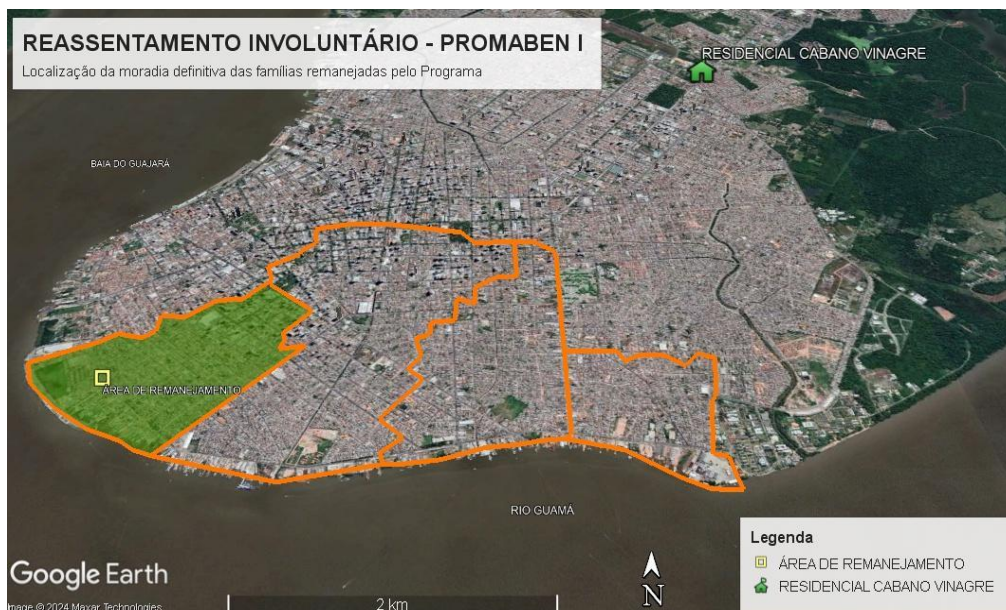 REASSENTAMENTO INVOLUNTÁRIO - PROMABEN I
Localização da moradia definitiva das famílias remanejadas pelo Programa
RESIDENCIAL CABANO VINAGRE
BAIA DO GUAJARÁ
ÁREA DE REMANEJAMENTO
RIO GUAMÁ
Legenda
ÁREA DE REMANEJAMENTO
RESIDENCIAL CABANO VINAGRE
Google Earth
Image © 2024 Maxar Technologies
2 km
N